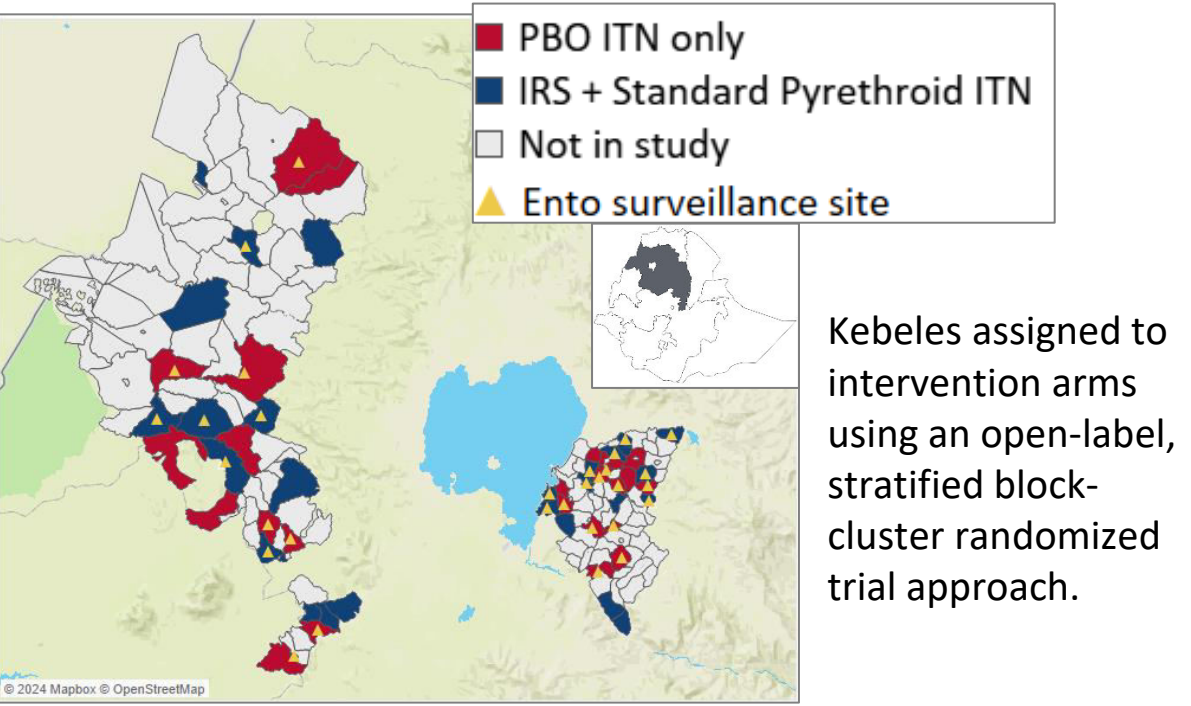 PBO ITN only
IRS + Standard Pyrethroid ITN
Not in study
Ento surveillance site
Kebeles assigned to
intervention arms
using an open-label,
stratified block-
cluster randomized
trial approach.
© 2024 Mapbox © OpenStreetMap